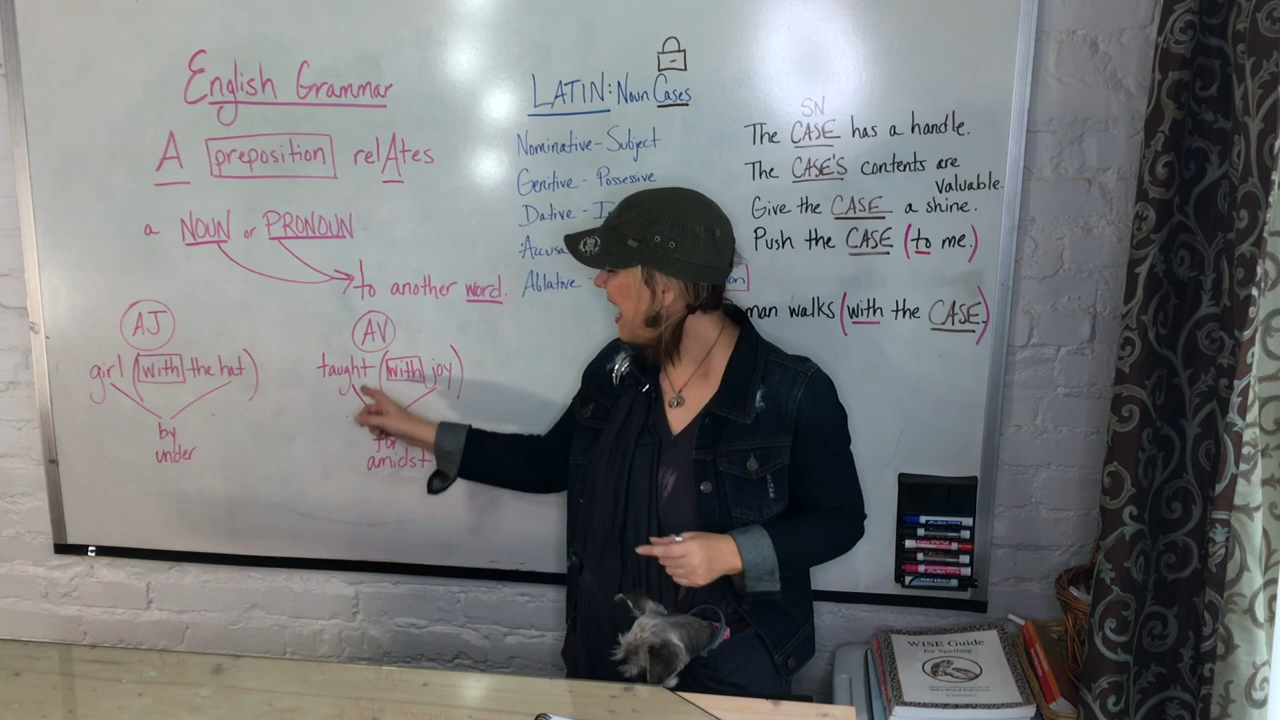 English Grammar
A preposition relAtes
a NOUN or PRONOUN
to another word.
AJ
girl (with the hat)
by
under
AV
taught (with joy)
for
amidst
LATIN: Noun Cases
Nominative - Subject
Genitive - Possessive
Dative -
Ablative
SN
The CASE has a handle.
The CASE'S contents are
valuable.
Give the CASE a shine.
Push the CASE (to me.)
man walks (with the CASE.)
WISE Guide
for Spelling